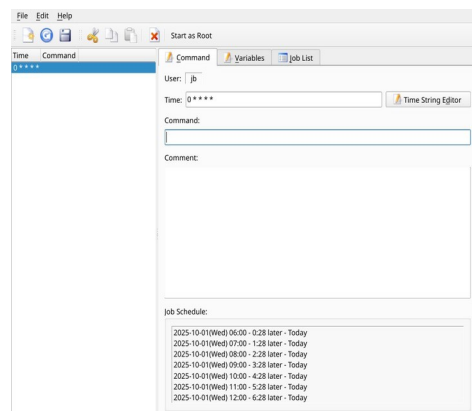 File Edit Help
Start as Root
Time Command
0 * * * *
Command Variables Job List
User: jb
Time: 0 * * * * Time String Editor
Command:
Comment:
Job Schedule:
2025-10-01(Wed) 06:00 - 0:28 later - Today
2025-10-01(Wed) 07:00 - 1:28 later - Today
2025-10-01(Wed) 08:00 - 2:28 later - Today
2025-10-01(Wed) 09:00 - 3:28 later - Today
2025-10-01(Wed) 10:00 - 4:28 later - Today
2025-10-01(Wed) 11:00 - 5:28 later - Today
2025-10-01(Wed) 12:00 - 6:28 later - Today